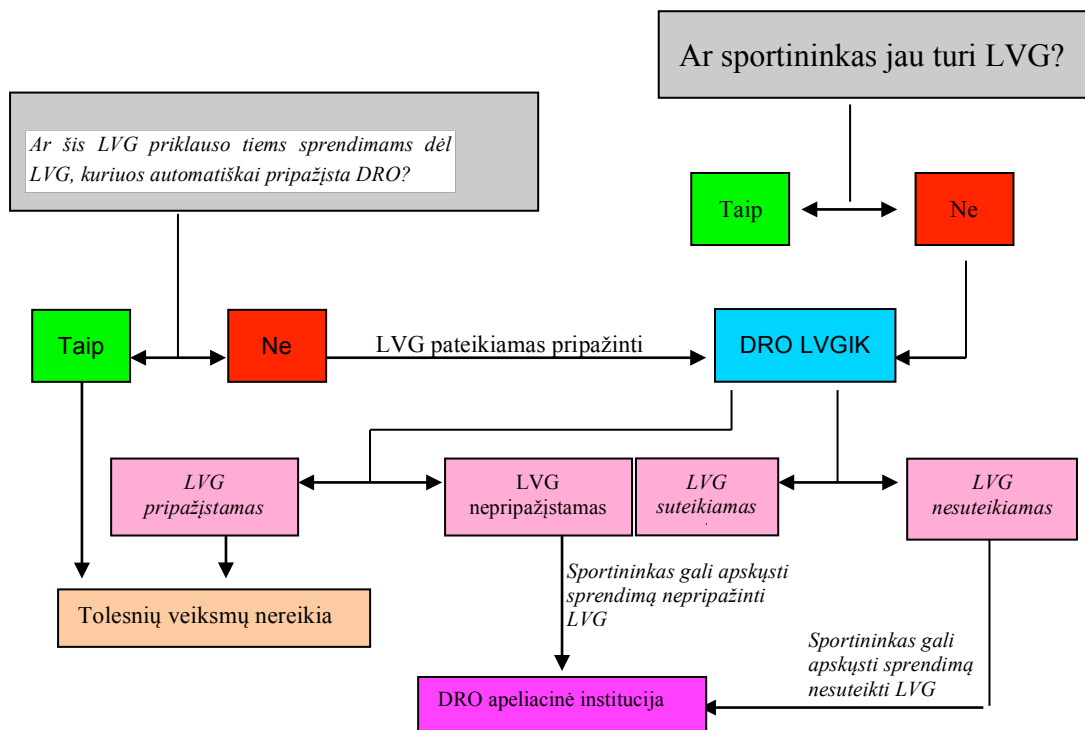 Ar sportininkas jau turi LVG?
Ar šis LVG priklauso tiems sprendimams dėl
LVG, kuriuos automatiškai pripažįsta DRO?
Taip
Ne
Taip
Ne
LVG pateikiamas pripažinti
DRO LVGIK
LVG
pripažįstamas
LVG
nepripažįstamas
LVG
suteikiamas
LVG
nesuteikiamas
Sportininkas gali apskųsti
sprendimą nepripažinti
LVG
Tolesnių veiksmų nereikia
Sportininkas gali
apskųsti sprendimą
nesuteikti LVG
DRO apeliacinė institucija